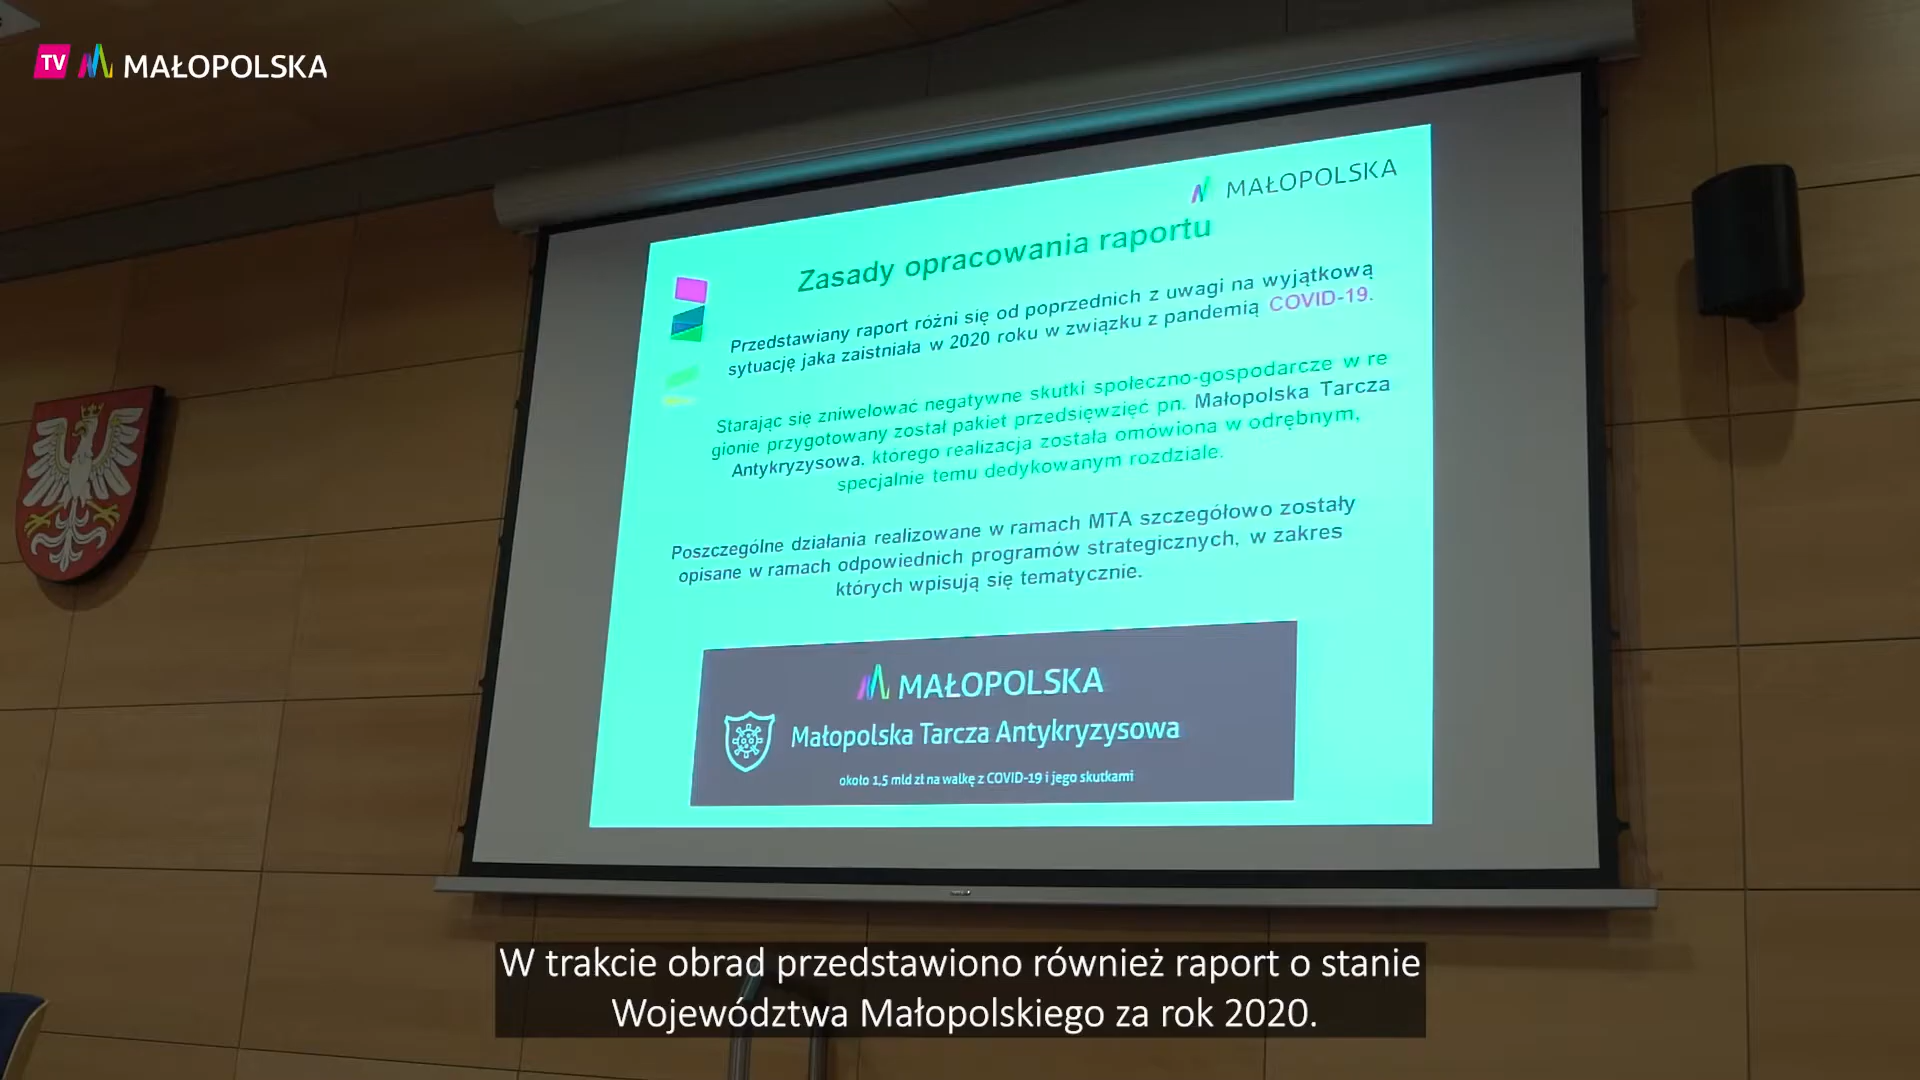 TV MAŁOPOLSKA
MAŁOPOLSKA
Zasady opracowania raportu
Przedstawiany raport różni się od poprzednich z uwagi na wyjątkową
sytuację jaka zaistniała w 2020 roku w związku z pandemią COVID-19.
Starając się zniwelować negatywne skutki społeczno-gospodarcze w re
gionie przygotowany został pakiet przedsięwzięć pn. Małopolska Tarcza
Antykryzysowa, którego realizacja została omówiona w odrębnym,
specjalnie temu dedykowanym rozdziale.
Poszczególne działania realizowane w ramach MTA szczegółowo zostały
opisane w ramach odpowiednich programów strategicznych, w zakres
których wpisują się tematycznie.
MAŁOPOLSKA
Małopolska Tarcza Antykryzysowa
około 1,5 mld zł na walkę z COVID-19 i jego skutkami
W trakcie obrad przedstawiono również raport o stanie
Województwa Małopolskiego za rok 2020.